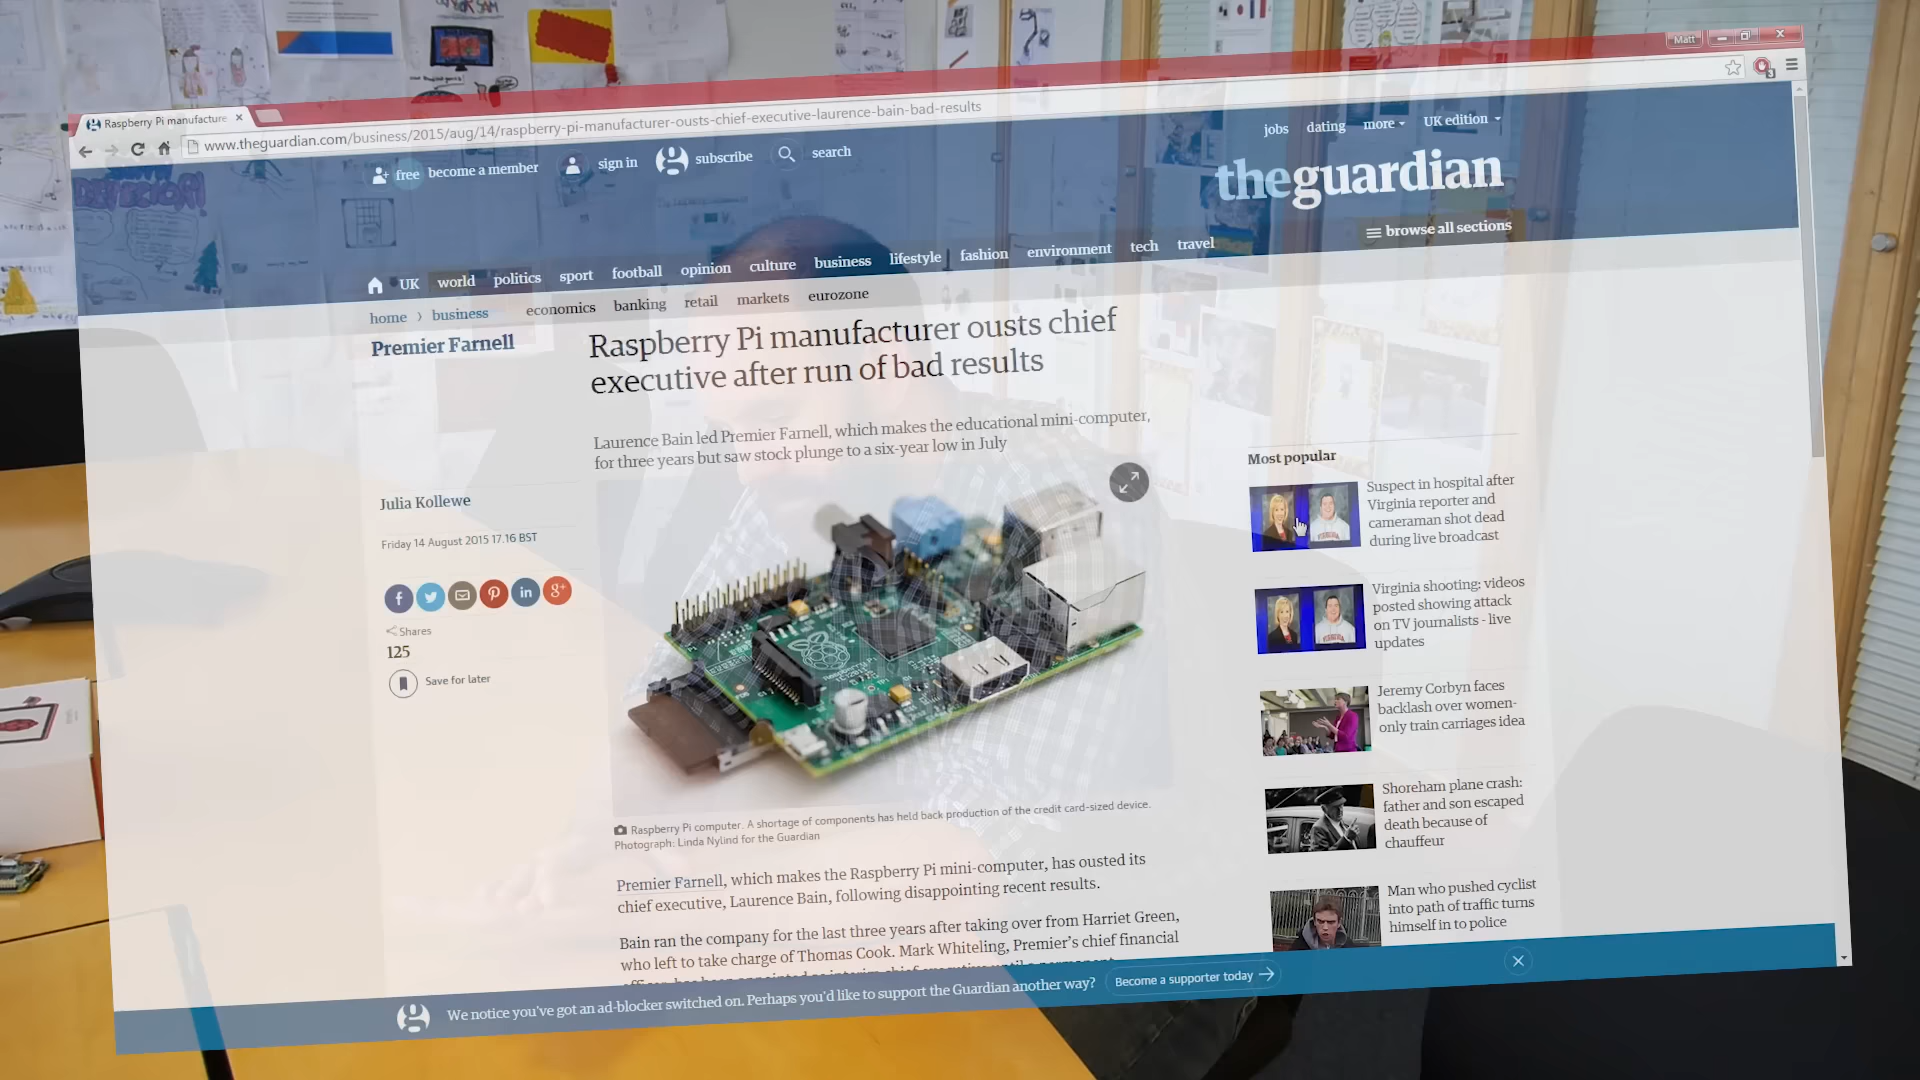 Matt
Raspberry Pi manufacture
www.theguardian.com/business/2015/aug/14/raspberry-pi-manufacturer-ousts-chief-executive-laurence-bain-bad-results
3
jobs dating more UK edition
free become a member sign in subscribe search
theguardian
browse all sections
UK world politics sport football opinion culture business lifestyle fashion environment tech travel
home › business economics banking retail markets eurozone
Premier Farnell
Raspberry Pi manufacturer ousts chief
executive after run of bad results
Laurence Bain led Premier Farnell, which makes the educational mini-computer,
for three years but saw stock plunge to a six-year low in July
Julia Kollewe
Friday 14 August 2015 17.16 BST
Shares
125
Save for later
Raspberry Pi computer. A shortage of components has held back production of the credit card-sized device.
Photograph: Linda Nylind for the Guardian
Premier Farnell, which makes the Raspberry Pi mini-computer, has ousted its
chief executive, Laurence Bain, following disappointing recent results.
Bain ran the company for the last three years after taking over from Harriet Green,
who left to take charge of Thomas Cook. Mark Whiteling, Premier's chief financial
Most popular
Suspect in hospital after
Virginia reporter and
cameraman shot dead
during live broadcast
Virginia shooting: videos
posted showing attack
on TV journalists - live
updates
Jeremy Corbyn faces
backlash over women-
only train carriages idea
Shoreham plane crash:
father and son escaped
death because of
chauffeur
Man who pushed cyclist
into path of traffic turns
himself in to police
We notice you've got an ad-blocker switched on. Perhaps you'd like to support the Guardian another way? Become a supporter today